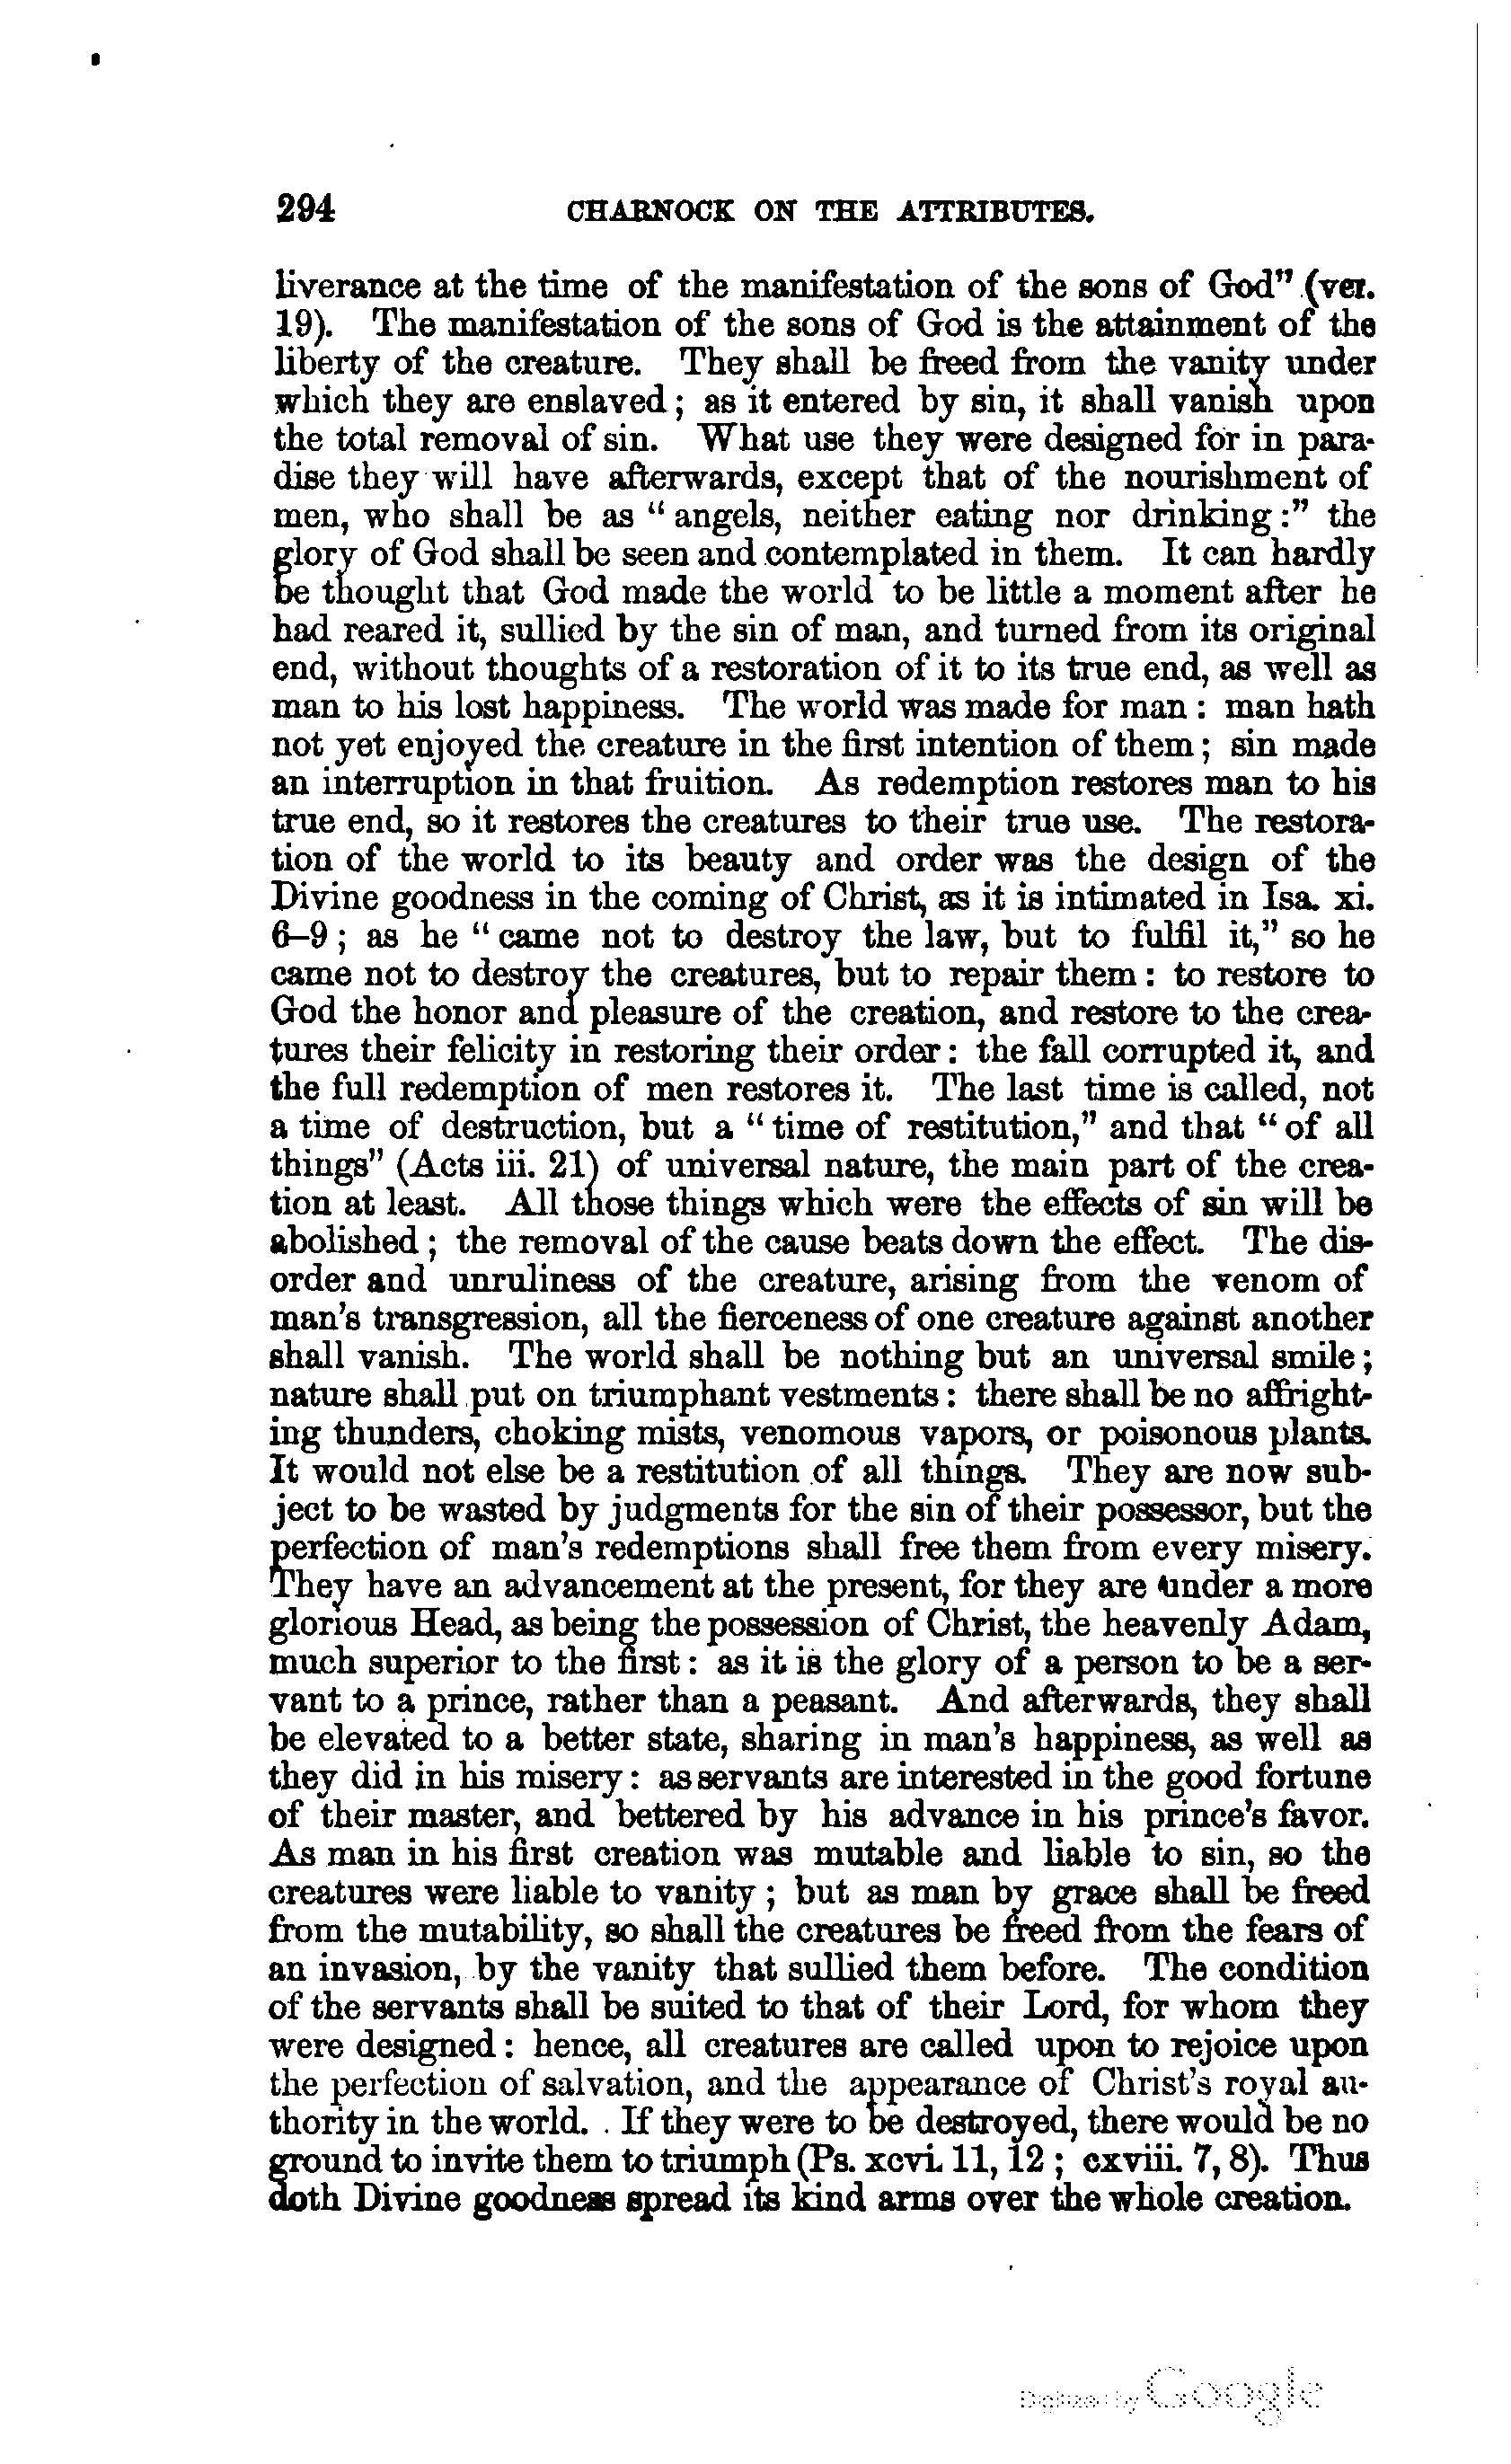 294 CHARNOCK ON THE ATTRIBUTES.
liverance at the time of the manifestation of the sons of God” (ver.
19). The manifestation of the sons of God is the attainment of the
liberty of the creature. They shall be freed from the vanity under
which they are enslaved; as it entered by sin, it shall vanish upon
the total removal of sin. What use they were designed for in para-
dise they will have afterwards, except that of the nourishment of
men, who shall be as “angels, neither eating nor drinking:” the
glory of God shall be seen and contemplated in them. It can hardly
be thought that God made the world to be little a moment after he
had reared it, sullied by the sin of man, and turned from its original
end, without thoughts of a restoration of it to its true end, as well as
man to his lost happiness. The world was made for man: man hath
not yet enjoyed the creature in the first intention of them; sin made
an interruption in that fruition. As redemption restores man to his
true end, so it restores the creatures to their true use. The restora-
tion of the world to its beauty and order was the design of the
Divine goodness in the coming of Christ, as it is intimated in Isa. xi.
6–9; as he “came not to destroy the law, but to fulfil it,” so he
came not to destroy the creatures, but to repair them: to restore to
God the honor and pleasure of the creation, and restore to the crea-
tures their felicity in restoring their order: the fall corrupted it, and
the full redemption of men restores it. The last time is called, not
a time of destruction, but a “time of restitution,” and that “of all
things” (Acts iii. 21) of universal nature, the main part of the crea-
tion at least. All those things which were the effects of sin will be
abolished; the removal of the cause beats down the effect. The dis-
order and unruliness of the creature, arising from the venom of
man’s transgression, all the fierceness of one creature against another
shall vanish. The world shall be nothing but an universal smile;
nature shall put on triumphant vestments: there shall be no affright-
ing thunders, choking mists, venomous vapors, or poisonous plants.
It would not else be a restitution of all things. They are now sub-
ject to be wasted by judgments for the sin of their possessor, but the
perfection of man’s redemptions shall free them from every misery.
They have an advancement at the present, for they are under a more
glorious Head, as being the possession of Christ, the heavenly Adam,
much superior to the first: as it is the glory of a person to be a ser-
vant to a prince, rather than a peasant. And afterwards, they shall
be elevated to a better state, sharing in man’s happiness, as well as
they did in his misery: as servants are interested in the good fortune
of their master, and bettered by his advance in his prince’s favor.
As man in his first creation was mutable and liable to sin, so the
creatures were liable to vanity; but as man by grace shall be freed
from the mutability, so shall the creatures be freed from the fears of
an invasion, by the vanity that sullied them before. The condition
of the servants shall be suited to that of their Lord, for whom they
were designed: hence, all creatures are called upon to rejoice upon
the perfection of salvation, and the appearance of Christ’s royal au-
thority in the world. If they were to be destroyed, there would be no
ground to invite them to triumph (Ps. xcvi. 11, 12; cxviii. 7, 8). Thus
doth Divine goodness spread its kind arms over the whole creation.
Digitized by Google